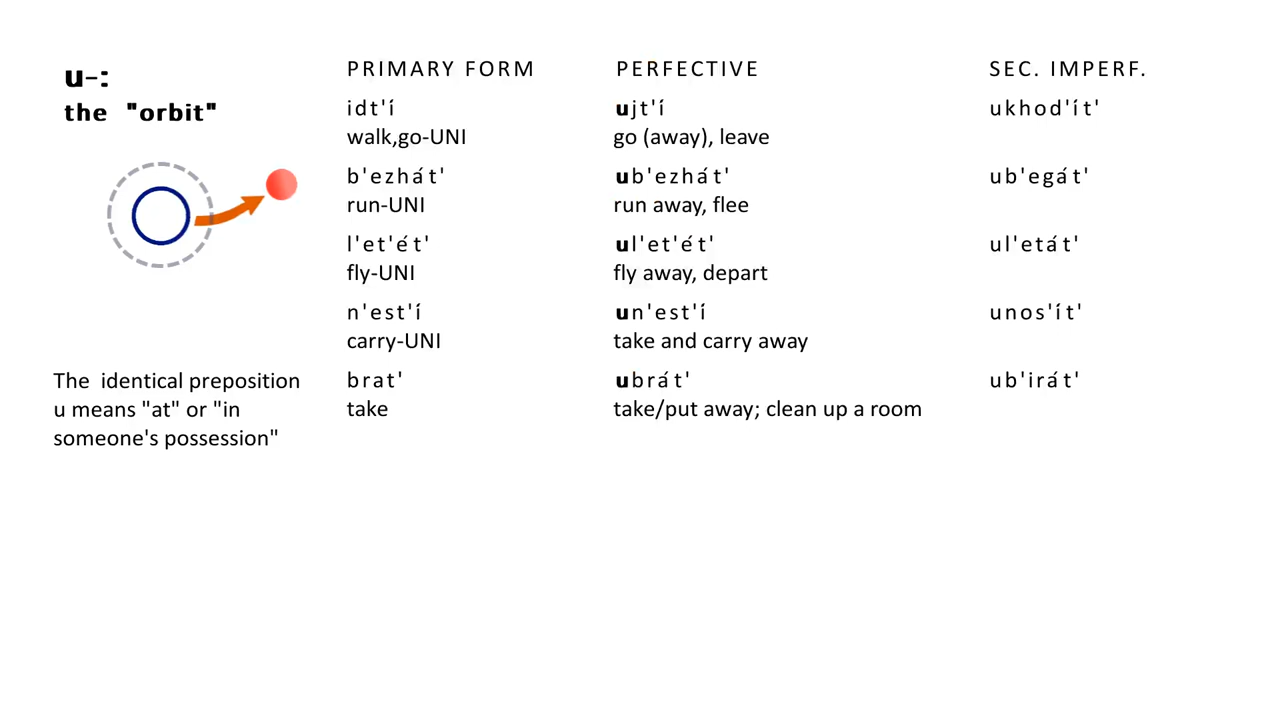 u-:
the "orbit"
The identical preposition
u means "at" or "in
someone's possession"
PRIMARY FORM PERFECTIVE SEC. IMPERF.
idt'í ujt'í ukhod'ít'
walk,go-UNI go (away), leave
b'ezhát' ub'ezhát' ub'egát'
run-UNI run away, flee
l'et'ét' ul'et'ét' ul'etát'
fly-UNI fly away, depart
n'est'í un'est'í unos'ít'
carry-UNI take and carry away
brat' ubrát' ub'irát'
take take/put away; clean up a room